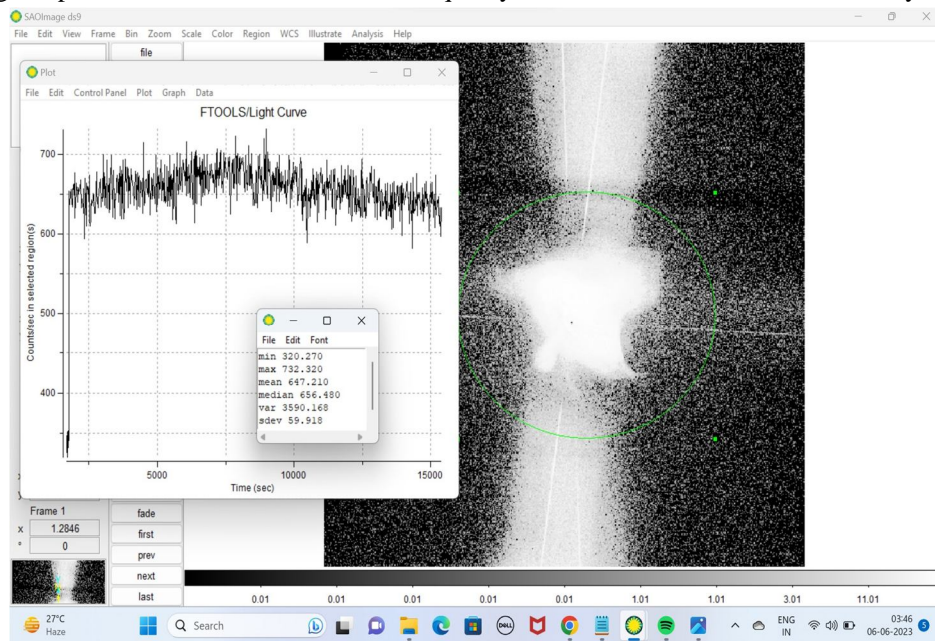 SAOImage ds9
File Edit View Frame Bin Zoom Scale Color Region WCS Illustrate Analysis Help
file
Plot
File Edit Control Panel Plot Graph Data
FTOOLS/Light Curve
Counts/sec in selected region(s)
700
600
500
400
5000 10000 15000
Time (sec)
File Edit Font
min 320.270
max 732.320
mean 647.210
median 656.480
var 3590.168
sdev 59.918
Frame 1
x 1.2846
° 0
fade
first
prev
next
last
0.01 0.01 0.01 0.01 0.01 1.01 1.01 3.01 11.01
27°C
Haze
Search
DELL
ENG
IN
03:46
06-06-2023
5